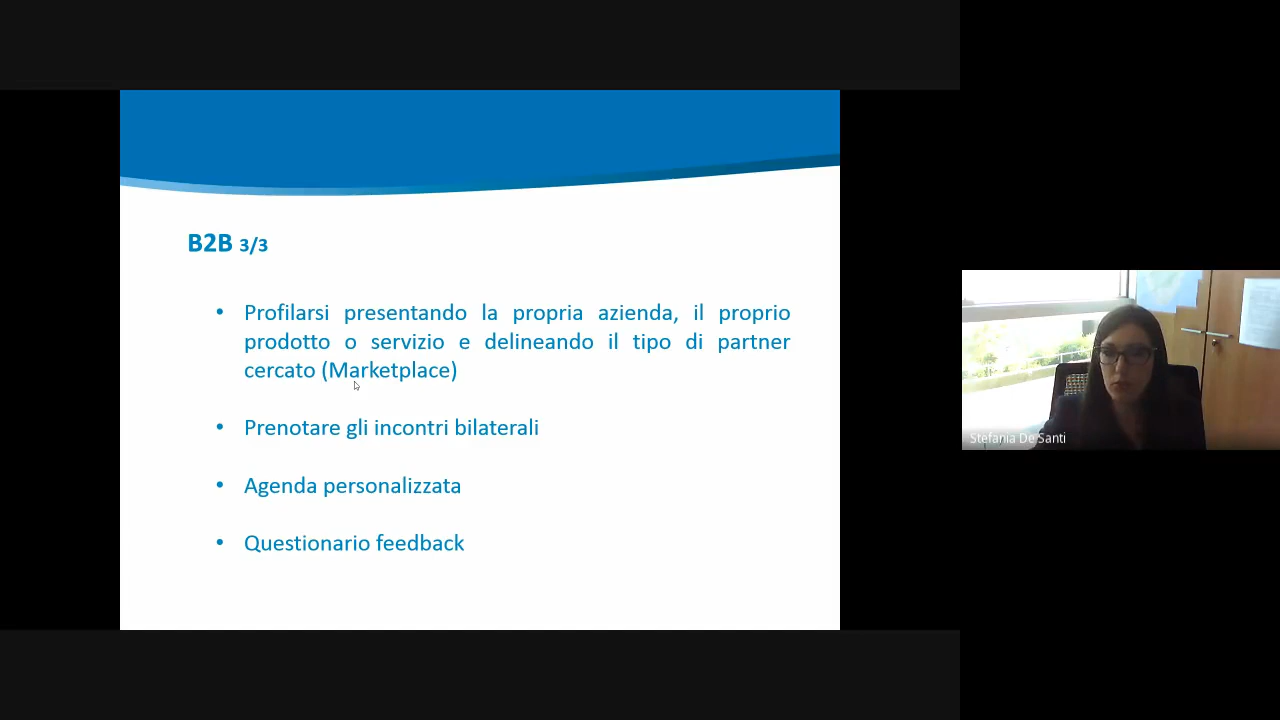 B2B 3/3
• Profilarsi presentando la propria azienda, il proprio
prodotto o servizio e delineando il tipo di partner
cercato (Marketplace)
• Prenotare gli incontri bilaterali
• Agenda personalizzata
• Questionario feedback
Stefania De Santi